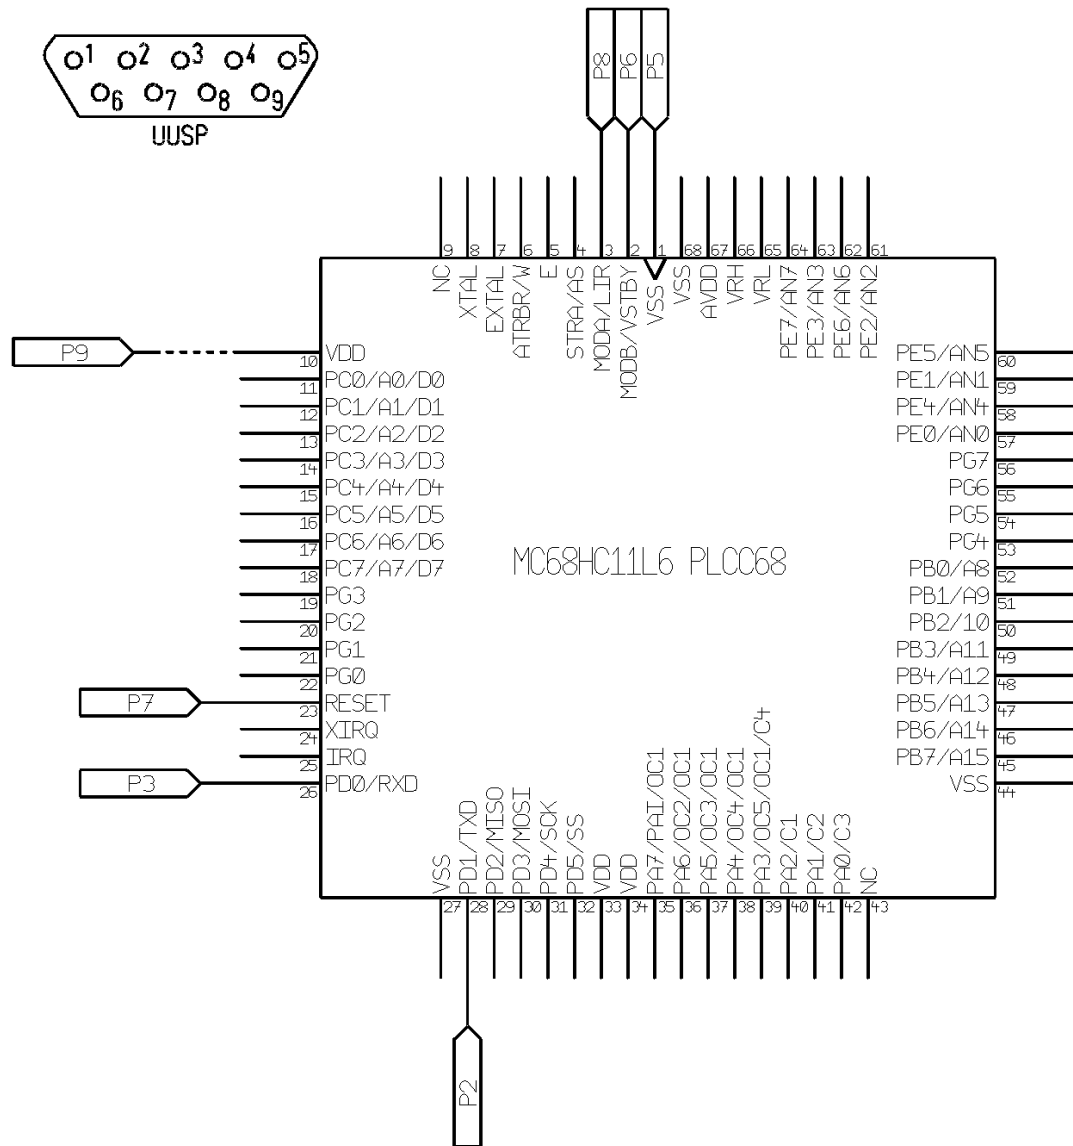 1 2 3 4 5
6 7 8 9
UUSP
P8 P6 P5
9 8 7 6 5 4 3 2 1 68 67 66 65 64 63 62 61
NC XTAL EXTAL ATRBR/W E STRA/AS MODA/LIR MODB/VSTBY VSS VSS AVDD VRH VRL PE7/AN7 PE3/AN3 PE6/AN6 PE2/AN2
P9 10 VDD PE5/AN5 60
11 PC0/A0/D0 PE1/AN1 59
12 PC1/A1/D1 PE4/AN4 58
13 PC2/A2/D2 PE0/AN0 57
14 PC3/A3/D3 PG7 56
15 PC4/A4/D4 PG6 55
16 PC5/A5/D5 PG5 54
17 PC6/A6/D6 PG4 53
MC68HC11L6 PLCC68
18 PC7/A7/D7 PB0/A8 52
19 PG3 PB1/A9 51
20 PG2 PB2/10 50
21 PG1 PB3/A11 49
22 PG0 PB4/A12 48
P7 23 RESET PB5/A13 47
24 XIRQ PB6/A14 46
25 IRQ PB7/A15 45
P3 26 PD0/RXD VSS 44
VSS PD1/TXD PD2/MISO PD3/MOSI PD4/SCK PD5/SS VDD VDD PA7/PAI/OC1 PA6/OC2/OC1 PA5/OC3/OC1 PA4/OC4/OC1 PA3/OC5/OC1/C4 PA2/C1 PA1/C2 PA0/C3 NC
27 28 29 30 31 32 33 34 35 36 37 38 39 40 41 42 43
P2